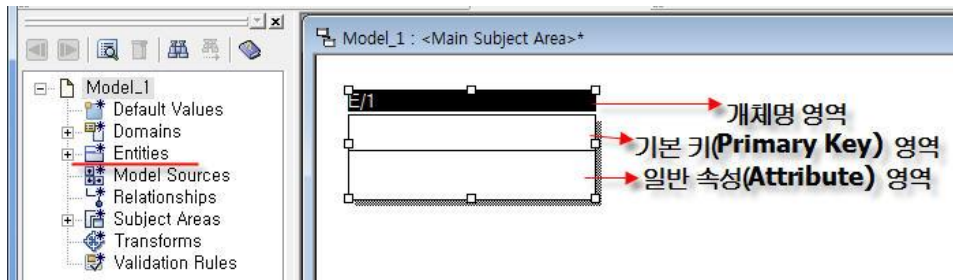 Model_1
Default Values
Domains
Entities
Model Sources
Relationships
Subject Areas
Transforms
Validation Rules
Model_1 : <Main Subject Area>*
E/1
개체명 영역
기본 키(Primary Key) 영역
일반 속성(Attribute) 영역